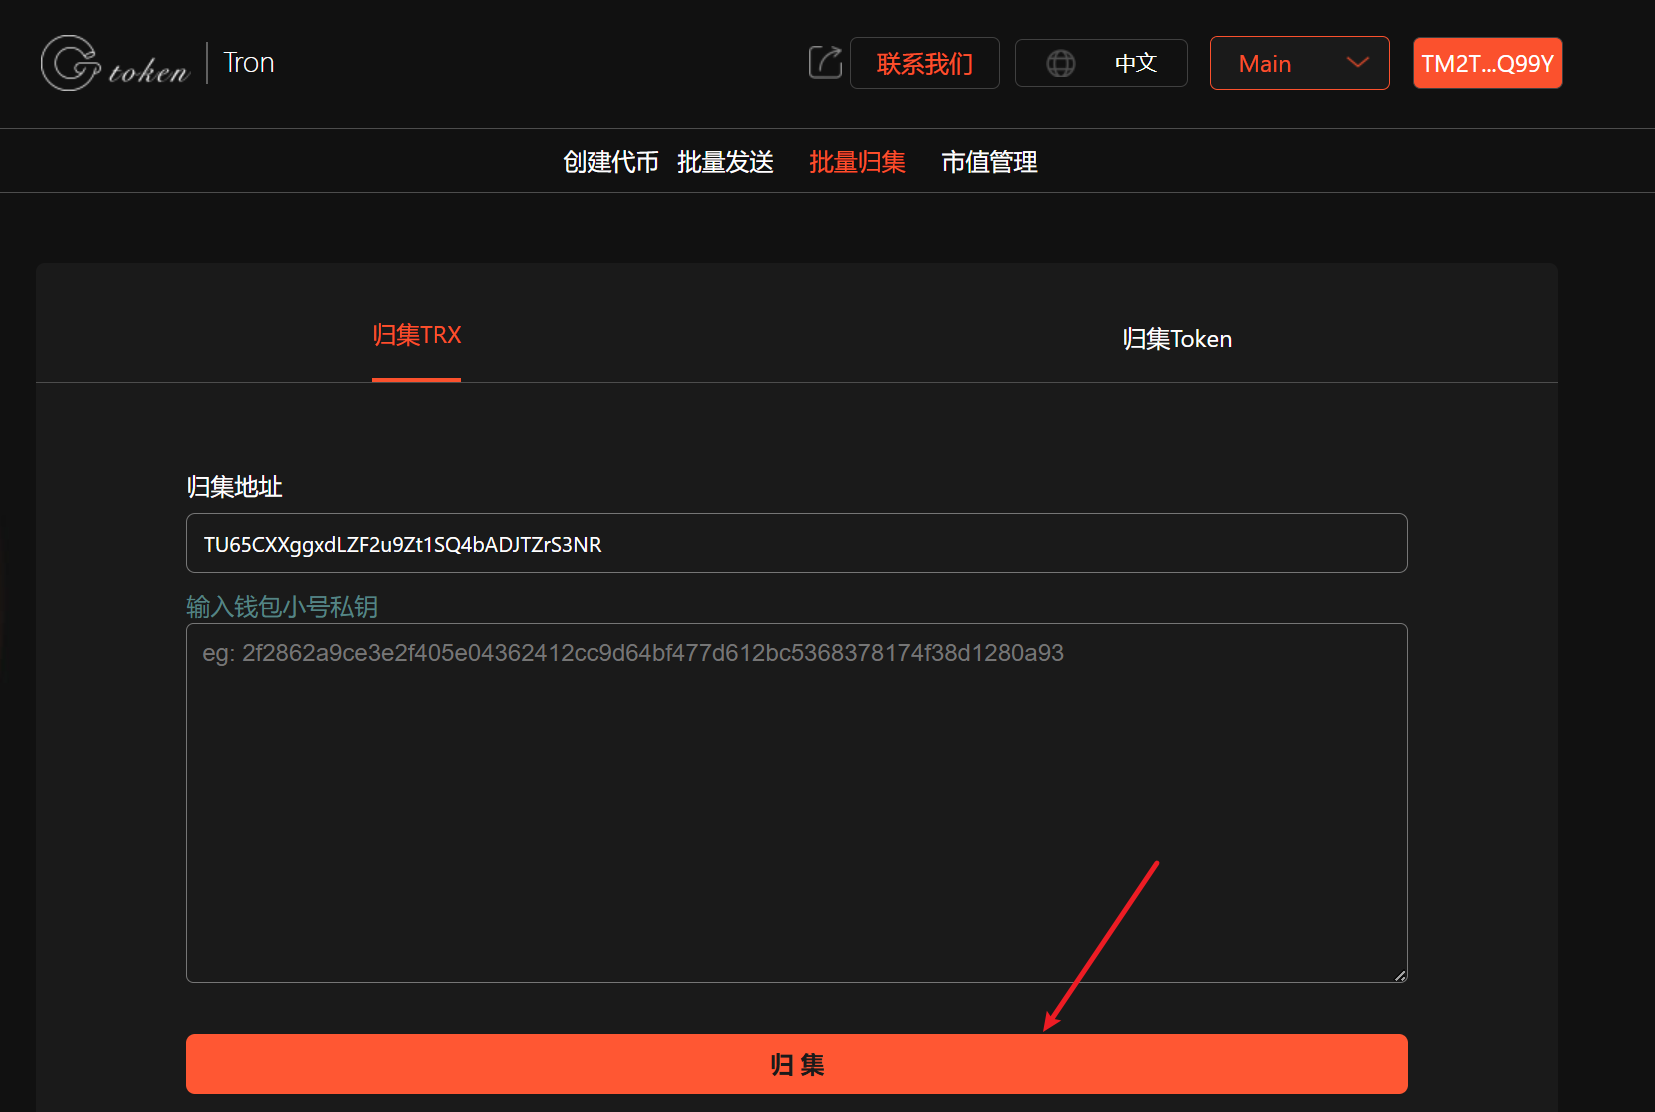 Gtoken
Tron
联系我们
中文
Main
TM2T...Q99Y
创建代币 批量发送 批量归集 市值管理
归集TRX
归集Token
归集地址
TU65CXXggxdLZF2u9Zt1SQ4bADJTZrS3NR
输入钱包小号私钥
eg: 2f2862a9ce3e2f405e04362412cc9d64bf477d612bc5368378174f38d1280a93
归 集